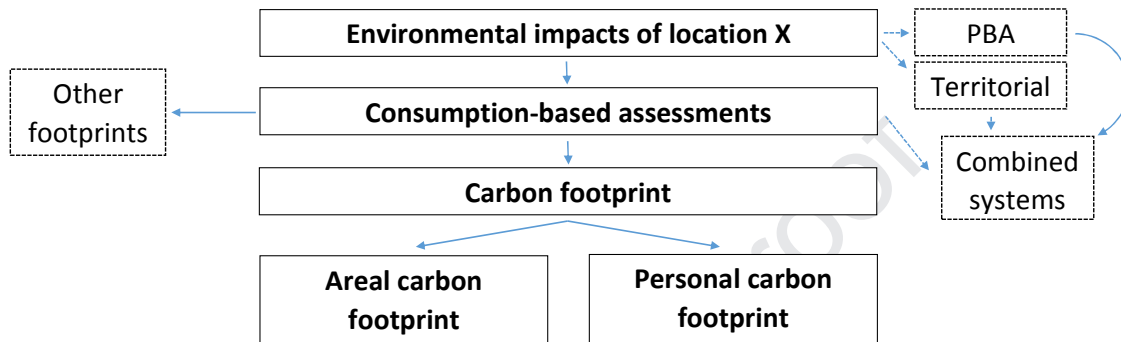 Environmental impacts of location X
PBA
Territorial
Other
footprints
Consumption-based assessments
Combined
systems
Carbon footprint
Areal carbon
footprint
Personal carbon
footprint